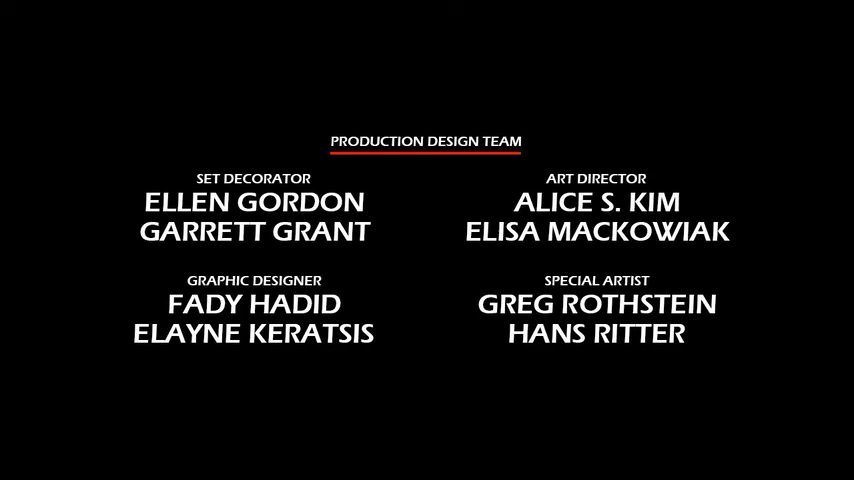 PRODUCTION DESIGN TEAM
SET DECORATOR
ELLEN GORDON
GARRETT GRANT
ART DIRECTOR
ALICE S. KIM
ELISA MACKOWIAK
GRAPHIC DESIGNER
FADY HADID
ELAYNE KERATSIS
SPECIAL ARTIST
GREG ROTHSTEIN
HANS RITTER